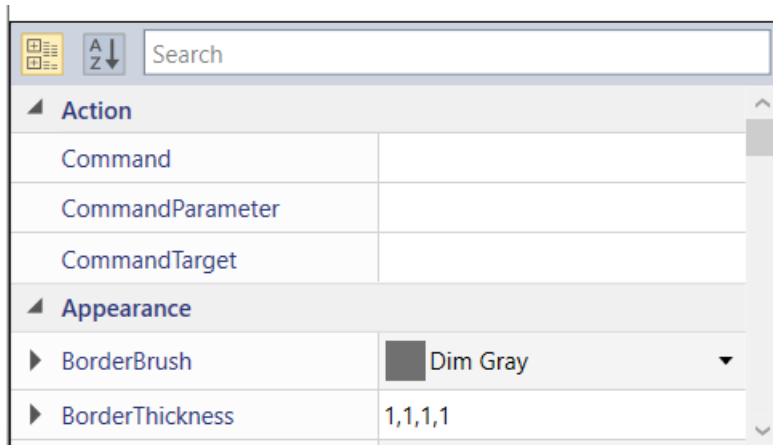 A Z Search
Action
Command
CommandParameter
CommandTarget
Appearance
BorderBrush Dim Gray
BorderThickness 1,1,1,1